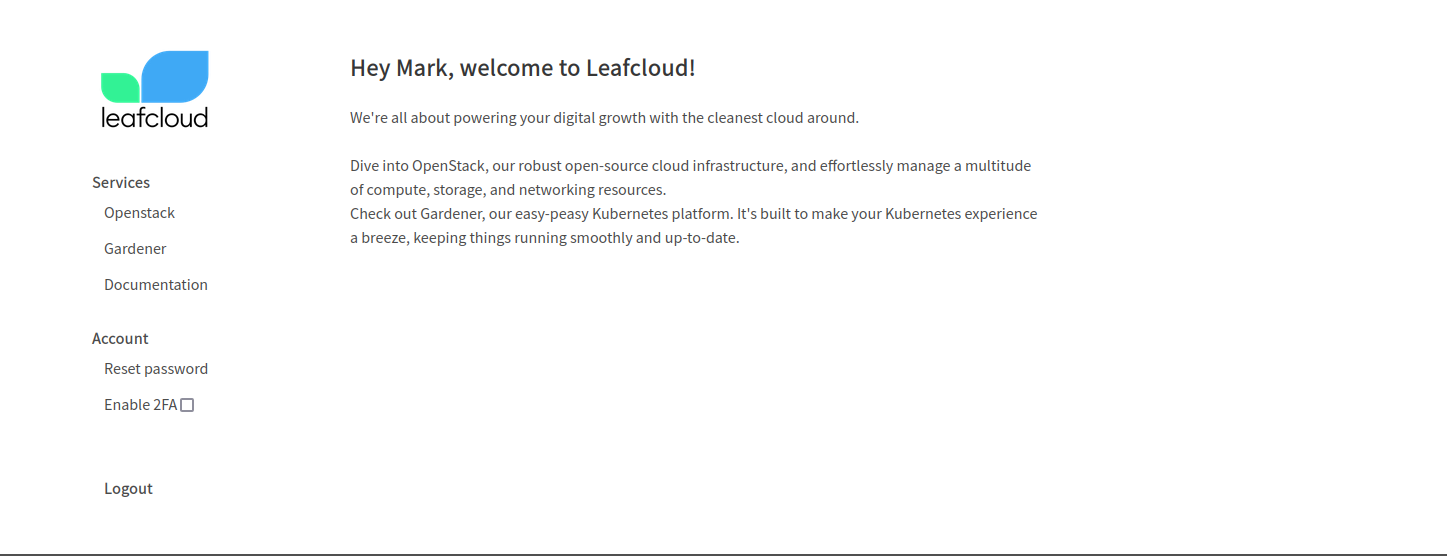 leafcloud
Services
Openstack
Gardener
Documentation
Account
Reset password
Enable 2FA
Logout
Hey Mark, welcome to Leafcloud!
We're all about powering your digital growth with the cleanest cloud around.
Dive into OpenStack, our robust open-source cloud infrastructure, and effortlessly manage a multitude
of compute, storage, and networking resources.
Check out Gardener, our easy-peasy Kubernetes platform. It's built to make your Kubernetes experience
a breeze, keeping things running smoothly and up-to-date.